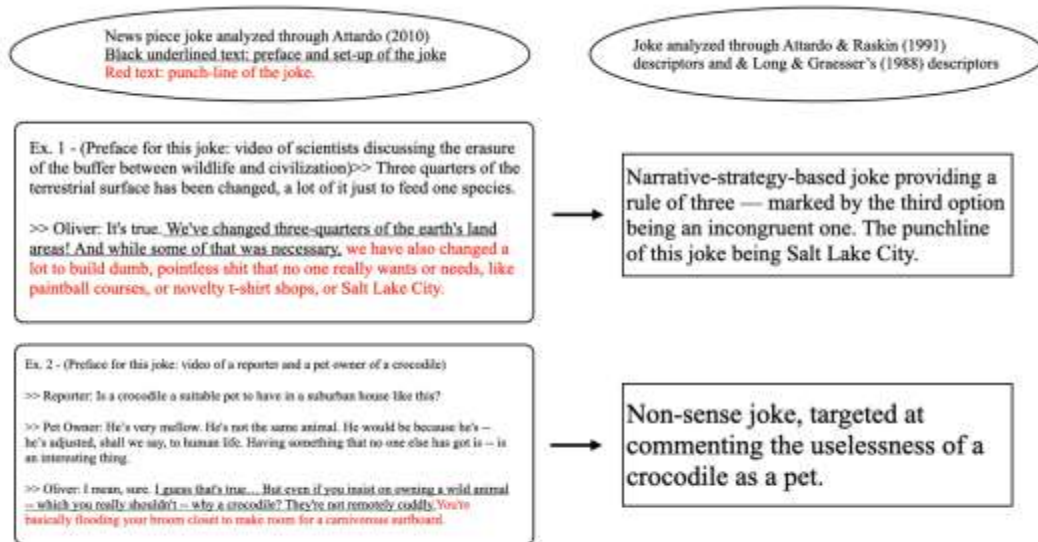 News piece joke analyzed through Attardo (2010)
Black underlined text: preface and set-up of the joke
Red text: punch-line of the joke.
Joke analyzed through Attardo & Raskin (1991)
descriptors and & Long & Graesser's (1988) descriptors
Ex. 1 - (Preface for this joke: video of scientists discussing the erasure
of the buffer between wildlife and civilization)>> Three quarters of the
terrestrial surface has been changed, a lot of it just to feed one species.
>> Oliver: It's true. We've changed three-quarters of the earth's land
areas! And while some of that was necessary, we have also changed a
lot to build dumb, pointless shit that no one really wants or needs, like
paintball courses, or novelty t-shirt shops, or Salt Lake City.
Narrative-strategy-based joke providing a
rule of three — marked by the third option
being an incongruent one. The punchline
of this joke being Salt Lake City.
Ex. 2 - (Preface for this joke: video of a reporter and a pet owner of a crocodile)
>> Reporter: Is a crocodile a suitable pet to have in a suburban house like this?
>> Pet Owner: He's very mellow. He's not the same animal. He would be because he's --
he's adjusted, shall we say, to human life. Having something that no one else has got is -- is
an interesting thing.
>> Oliver: I mean, sure. I guess that's true… But even if you insist on owning a wild animal
-- which you really shouldn't -- why a crocodile? They're not remotely cuddly. You're
basically flooding your broom closet to make room for a carnivorous surfboard.
Non-sense joke, targeted at
commenting the uselessness of a
crocodile as a pet.